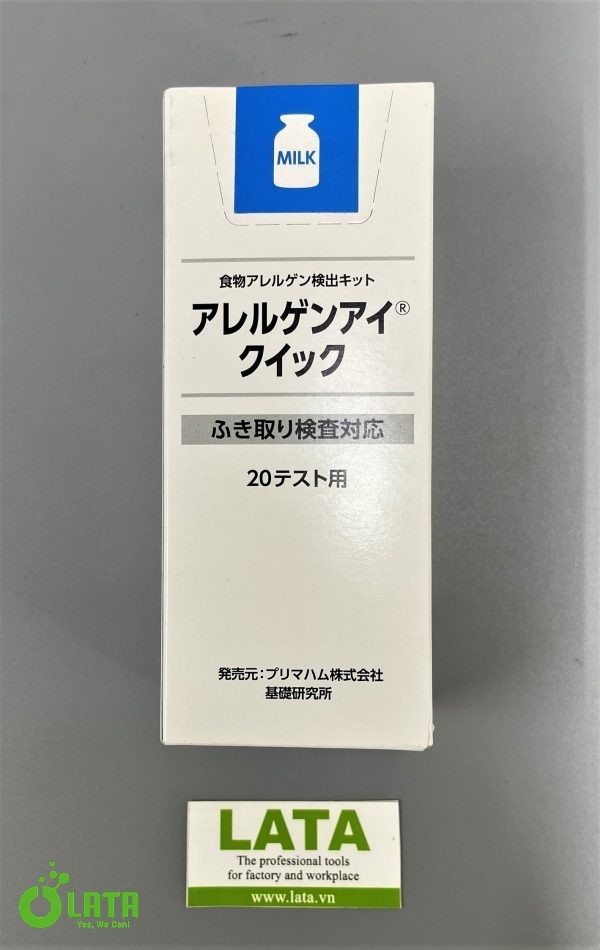 MILK
食物アレルゲン検出キット
アレルゲンアイ®
クイック
ふき取り検査対応
20テスト用
発売元:プリマハム株式会社
基礎研究所
LATA
The professional tools
for factory and workplace
www.lata.vn
LATA
Yes, We Can!